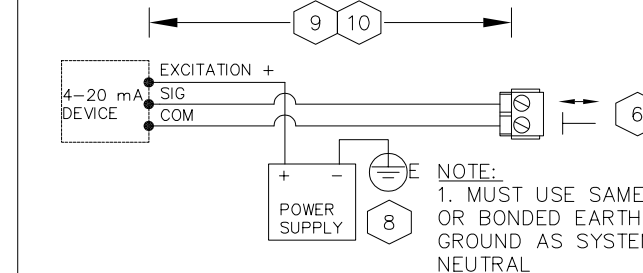 9 10
EXCITATION +
4-20 mA SIG
DEVICE COM
6
+ -
E
POWER
SUPPLY
8
NOTE:
1. MUST USE SAME
OR BONDED EARTH
GROUND AS SYSTEM
NEUTRAL